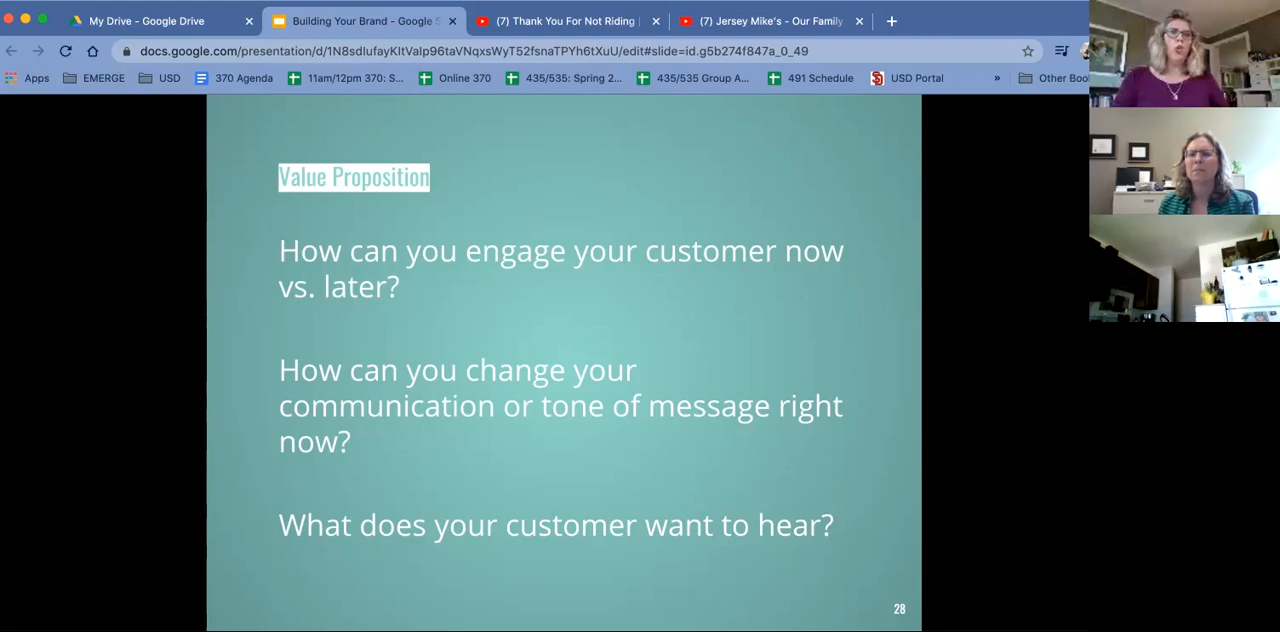 My Drive - Google Drive
Building Your Brand - Google S
(7) Thank You For Not Riding |
(7) Jersey Mike's - Our Family
docs.google.com/presentation/d/1N8sdIufayKItVaIp96taVNqxsWyT52fsnaTPYh6tXuU/edit#slide=id.g5b274f847a_0_49
Apps
EMERGE
USD
370 Agenda
11am/12pm 370: S...
Online 370
435/535: Spring 2...
435/535 Group A...
491 Schedule
USD Portal
»
Other Boo
Value Proposition
How can you engage your customer now
vs. later?
How can you change your
communication or tone of message right
now?
What does your customer want to hear?
28